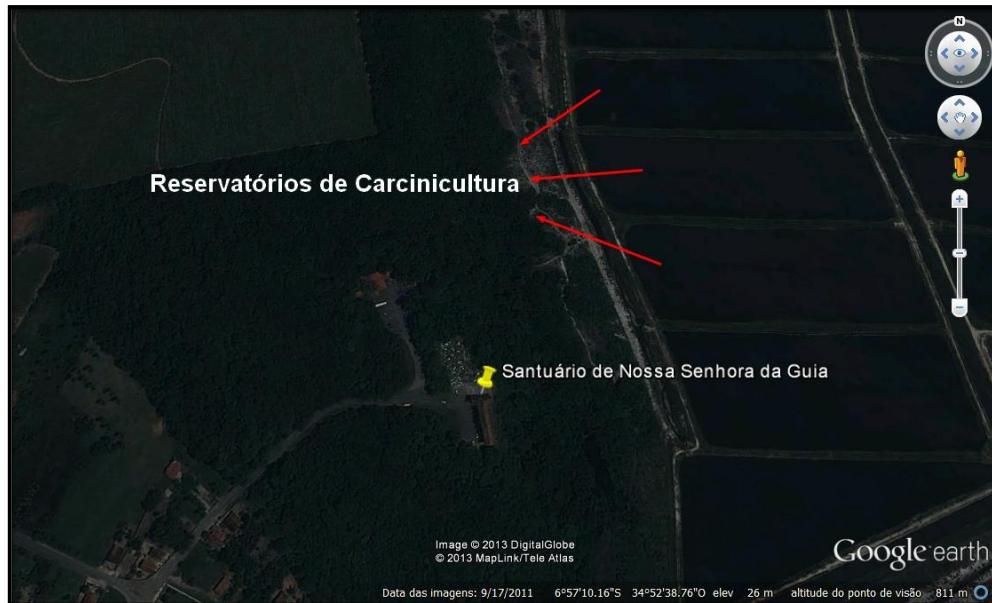 N
Reservatórios de Carcinicultura
Santuário de Nossa Senhora da Guia
Image © 2013 DigitalGlobe
© 2013 MapLink/Tele Atlas
Google earth
Data das imagens: 9/17/2011 6°57'10.16"S 34°52'38.76"O elev 26 m altitude do ponto de visão 811 m